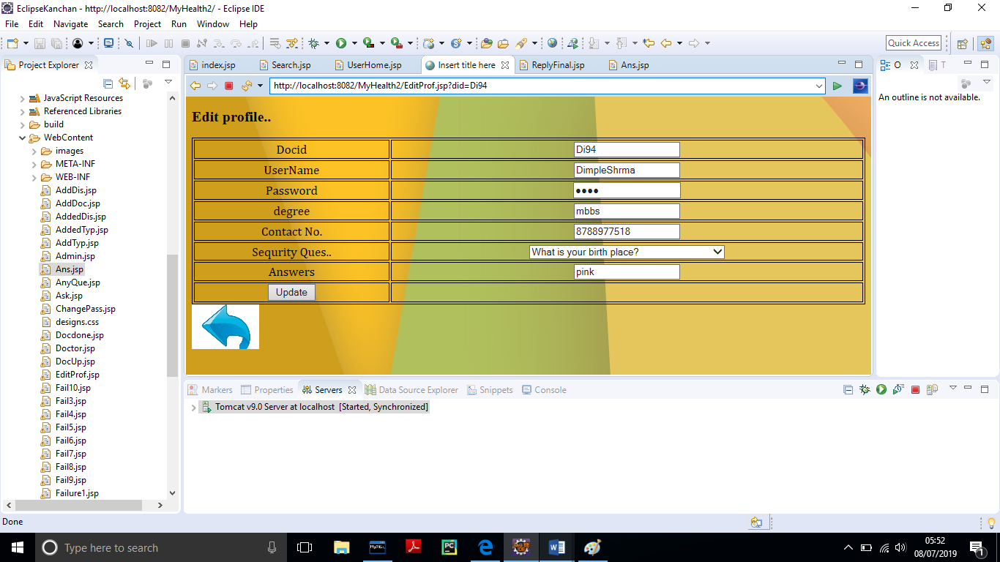 EclipseKanchan - http://localhost:8082/MyHealth2/ - Eclipse IDE
File Edit Navigate Search Project Run Window Help
Quick Access
Project Explorer
index.jsp Search.jsp UserHome.jsp Insert title here ReplyFinal.jsp Ans.jsp
O T
http://localhost:8082/MyHealth2/EditProf.jsp?did=Di94
An outline is not available.
JavaScript Resources
Referenced Libraries
build
WebContent
images
META-INF
WEB-INF
AddDis.jsp
AddDoc.jsp
AddedDis.jsp
AddedTyp.jsp
AddTyp.jsp
Admin.jsp
Ans.jsp
AnyQue.jsp
Ask.jsp
ChangePass.jsp
designs.css
Docdone.jsp
Doctor.jsp
DocUp.jsp
EditProf.jsp
Fail10.jsp
Fail3.jsp
Fail4.jsp
Fail5.jsp
Fail6.jsp
Fail7.jsp
Fail8.jsp
Fail9.jsp
Failure1.jsp
Edit profile..
Docid Di94
UserName DimpleShrma
Password ●●●●
degree mbbs
Contact No. 8788977518
Sequrity Ques.. What is your birth place?
Answers pink
Update
Markers Properties Servers Data Source Explorer Snippets Console
Tomcat v9.0 Server at localhost [Started, Synchronized]
Done
Type here to search
MySQL
PC
JAVA EE
IDE
W
05:52
08/07/2019
1